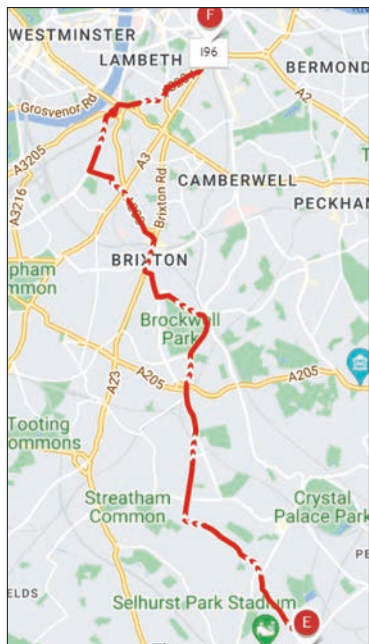 F
WESTMINSTER
LAMBETH
196
BERMOND
Grosvenor Rd
A2
A3205
A3
A3216
CAMBERWELL
Brixton Rd
PECKHAM
BRIXTON
pham
mmon
Brockwell
Park
A205
A205
A23
Tooting
Commons
Streatham
Common
Crystal
Palace Park
PE
ELDS
Selhurst Park Stadium
E